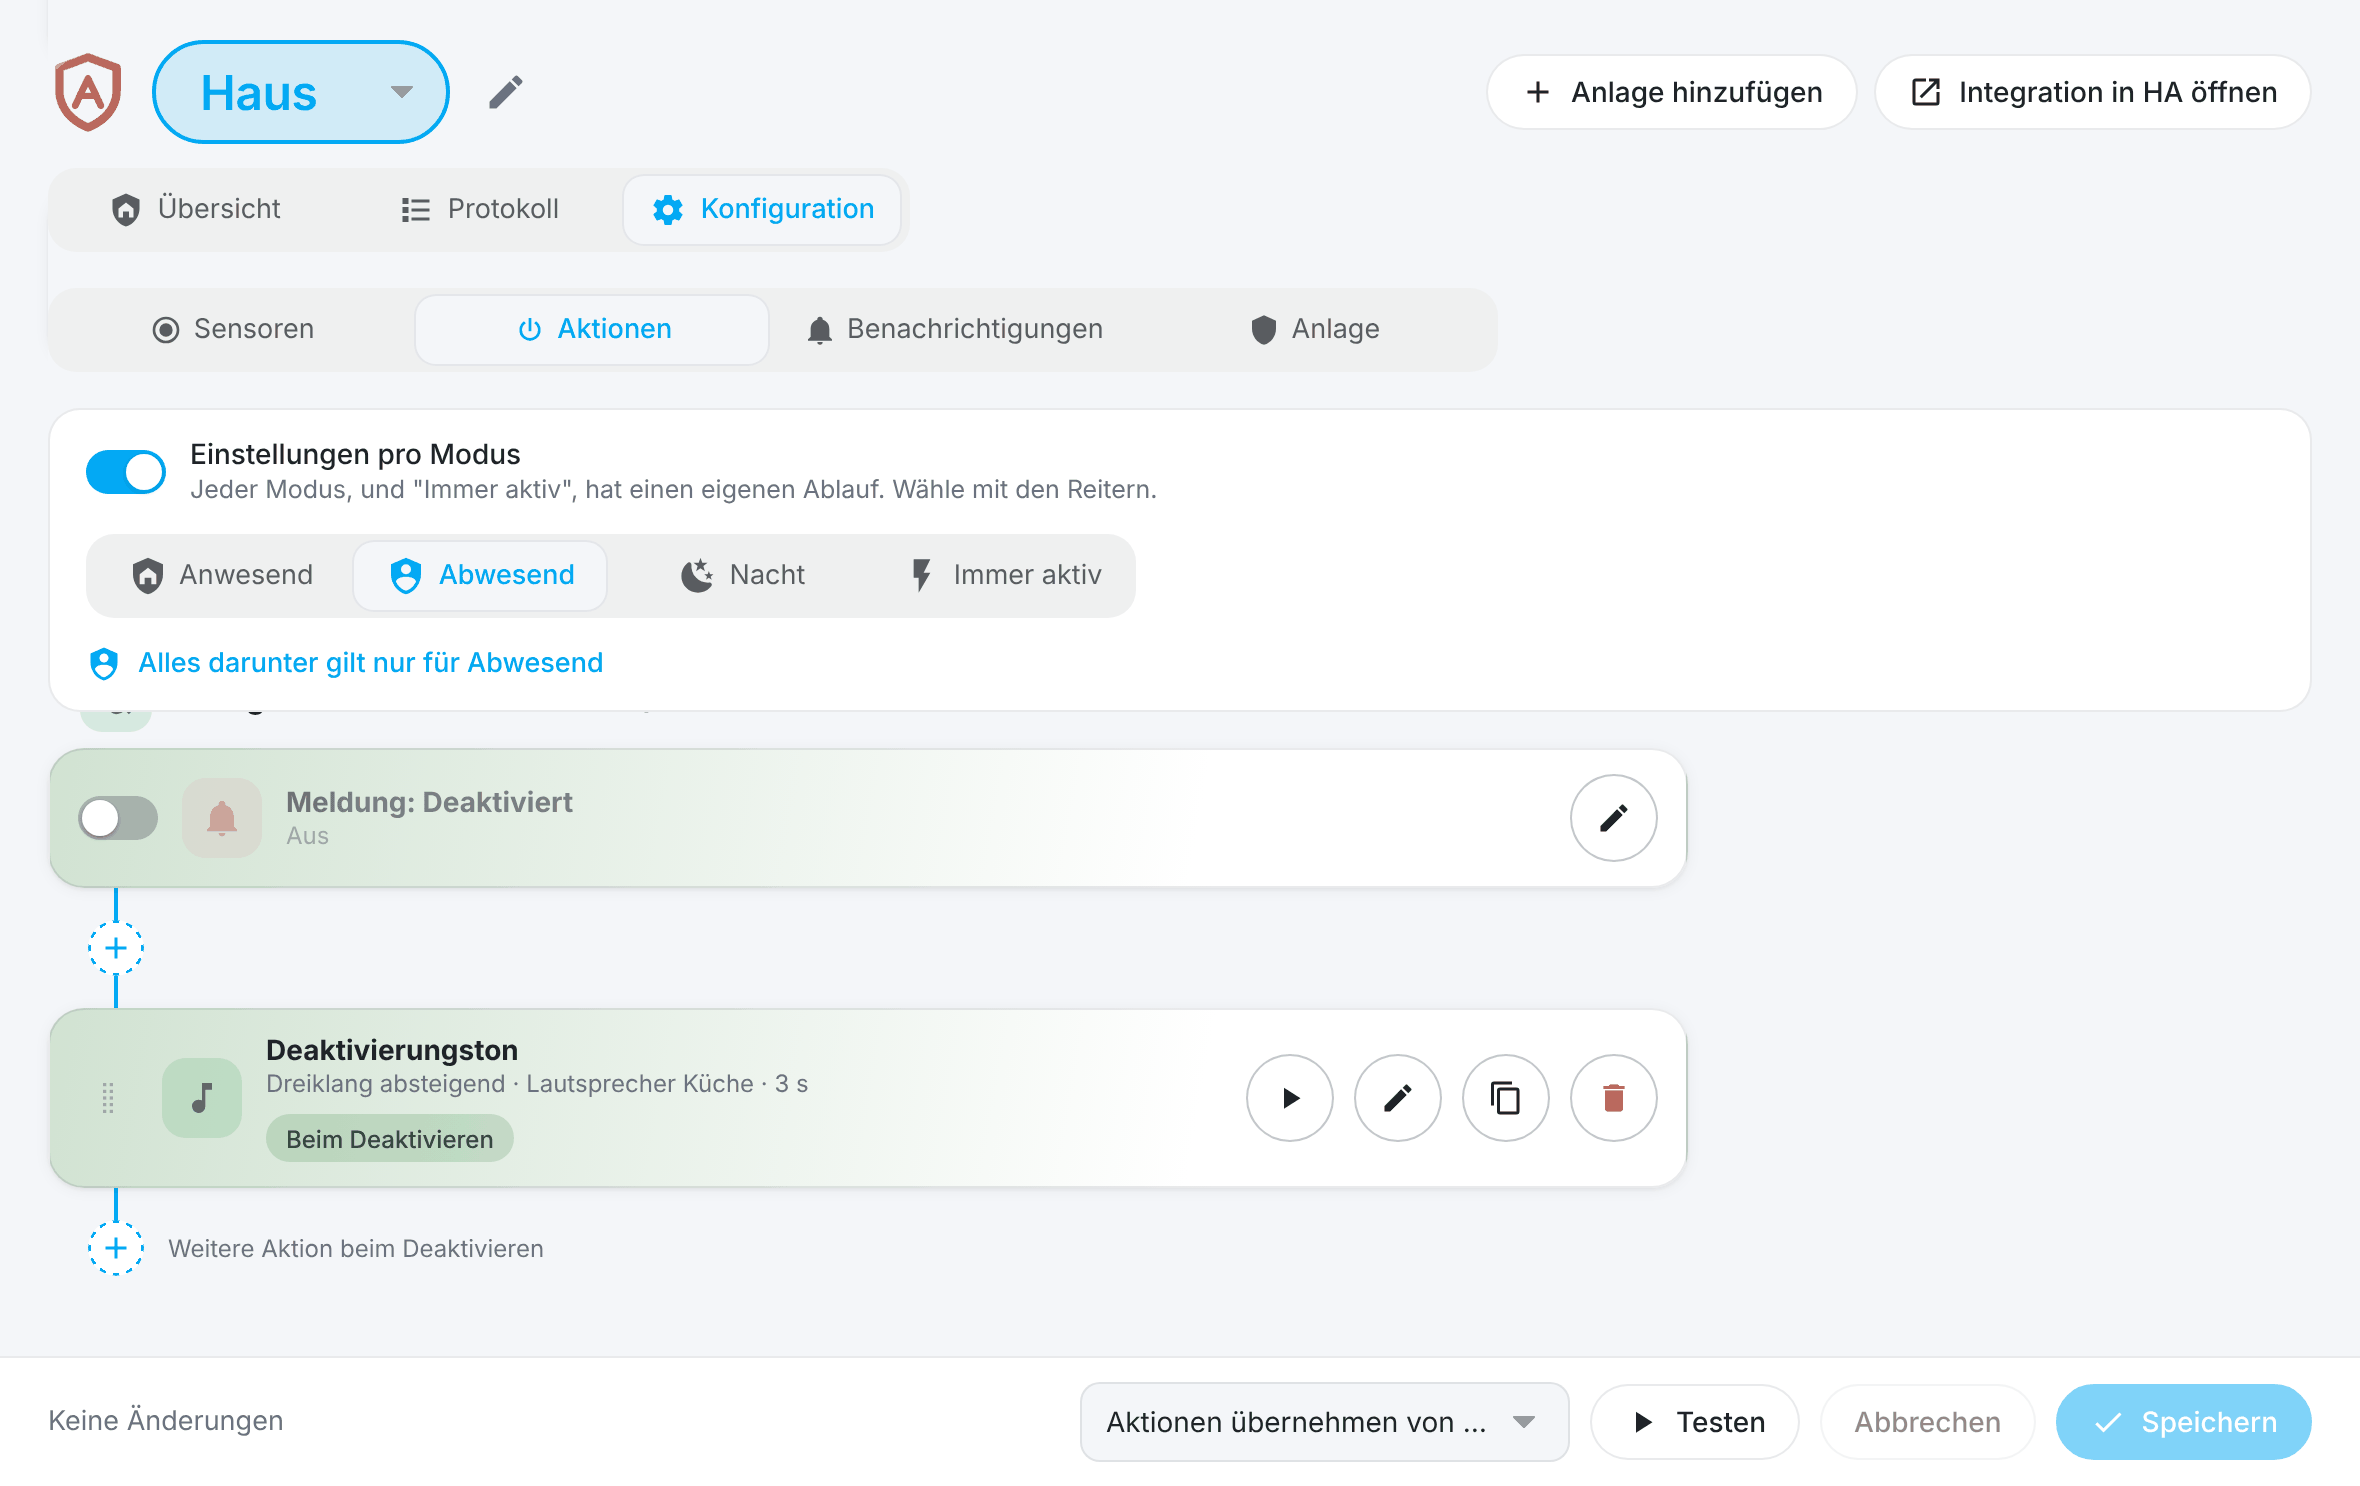 Haus
Anlage hinzufügen
Integration in HA öffnen
Übersicht
Protokoll
Konfiguration
Sensoren
Aktionen
Benachrichtigungen
Anlage
Einstellungen pro Modus
Jeder Modus, und "Immer aktiv", hat einen eigenen Ablauf. Wähle mit den Reitern.
Anwesend
Abwesend
Nacht
Immer aktiv
Alles darunter gilt nur für Abwesend
Meldung: Deaktiviert
Aus
Deaktivierungston
Dreiklang absteigend · Lautsprecher Küche · 3 s
Beim Deaktivieren
Weitere Aktion beim Deaktivieren
Keine Änderungen
Aktionen übernehmen von ...
Testen
Abbrechen
Speichern